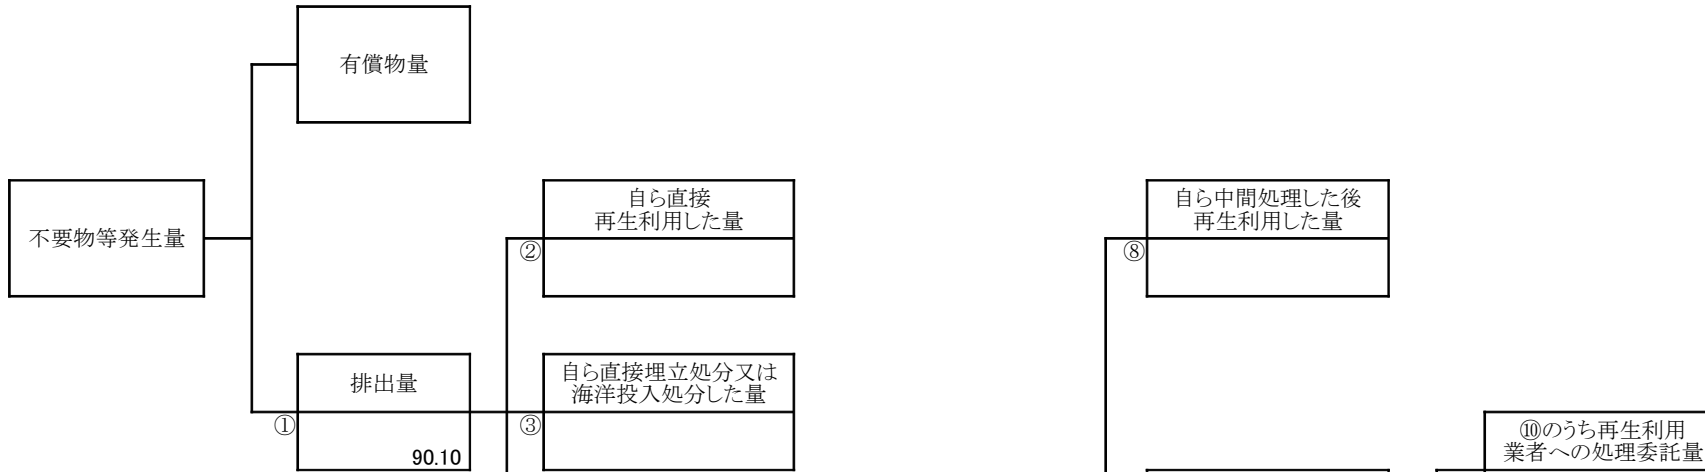 有償物量
不要物等発生量
自ら直接
再生利用した量
②
自ら中間処理した後
再生利用した量
⑧
排出量
①
90.10
自ら直接埋立処分又は
海洋投入処分した量
③
⑩のうち再生利用
業者への処理委託量